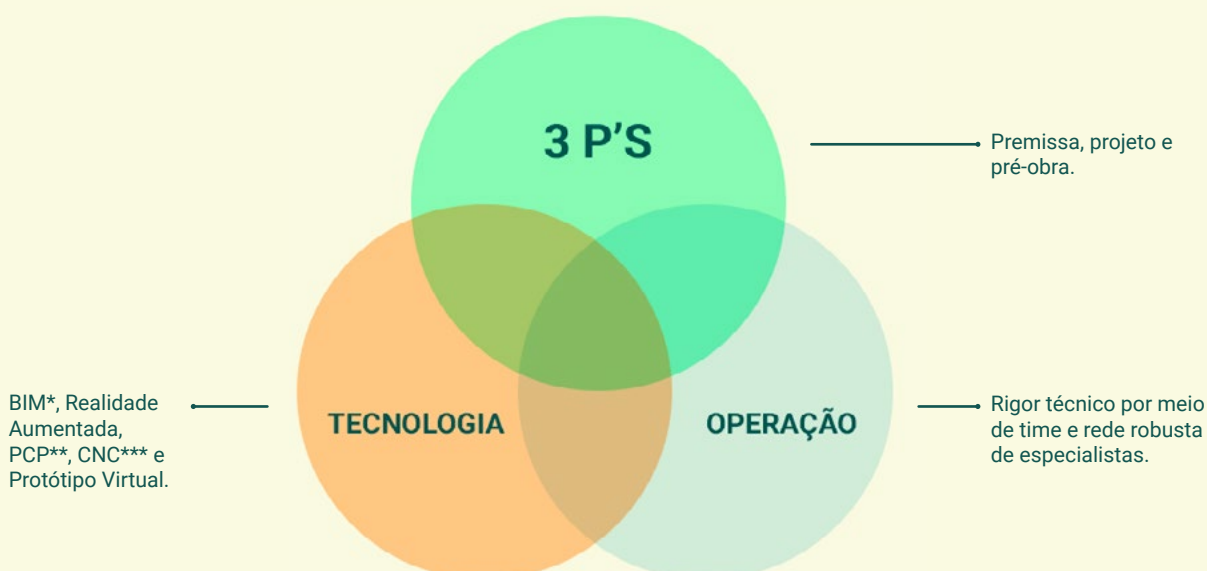 3 P’S
Premissa, projeto e
pré-obra.
BIM*, Realidade
Aumentada,
PCP**, CNC*** e
Protótipo Virtual.
TECNOLOGIA
OPERAÇÃO
Rigor técnico por meio
de time e rede robusta
de especialistas.